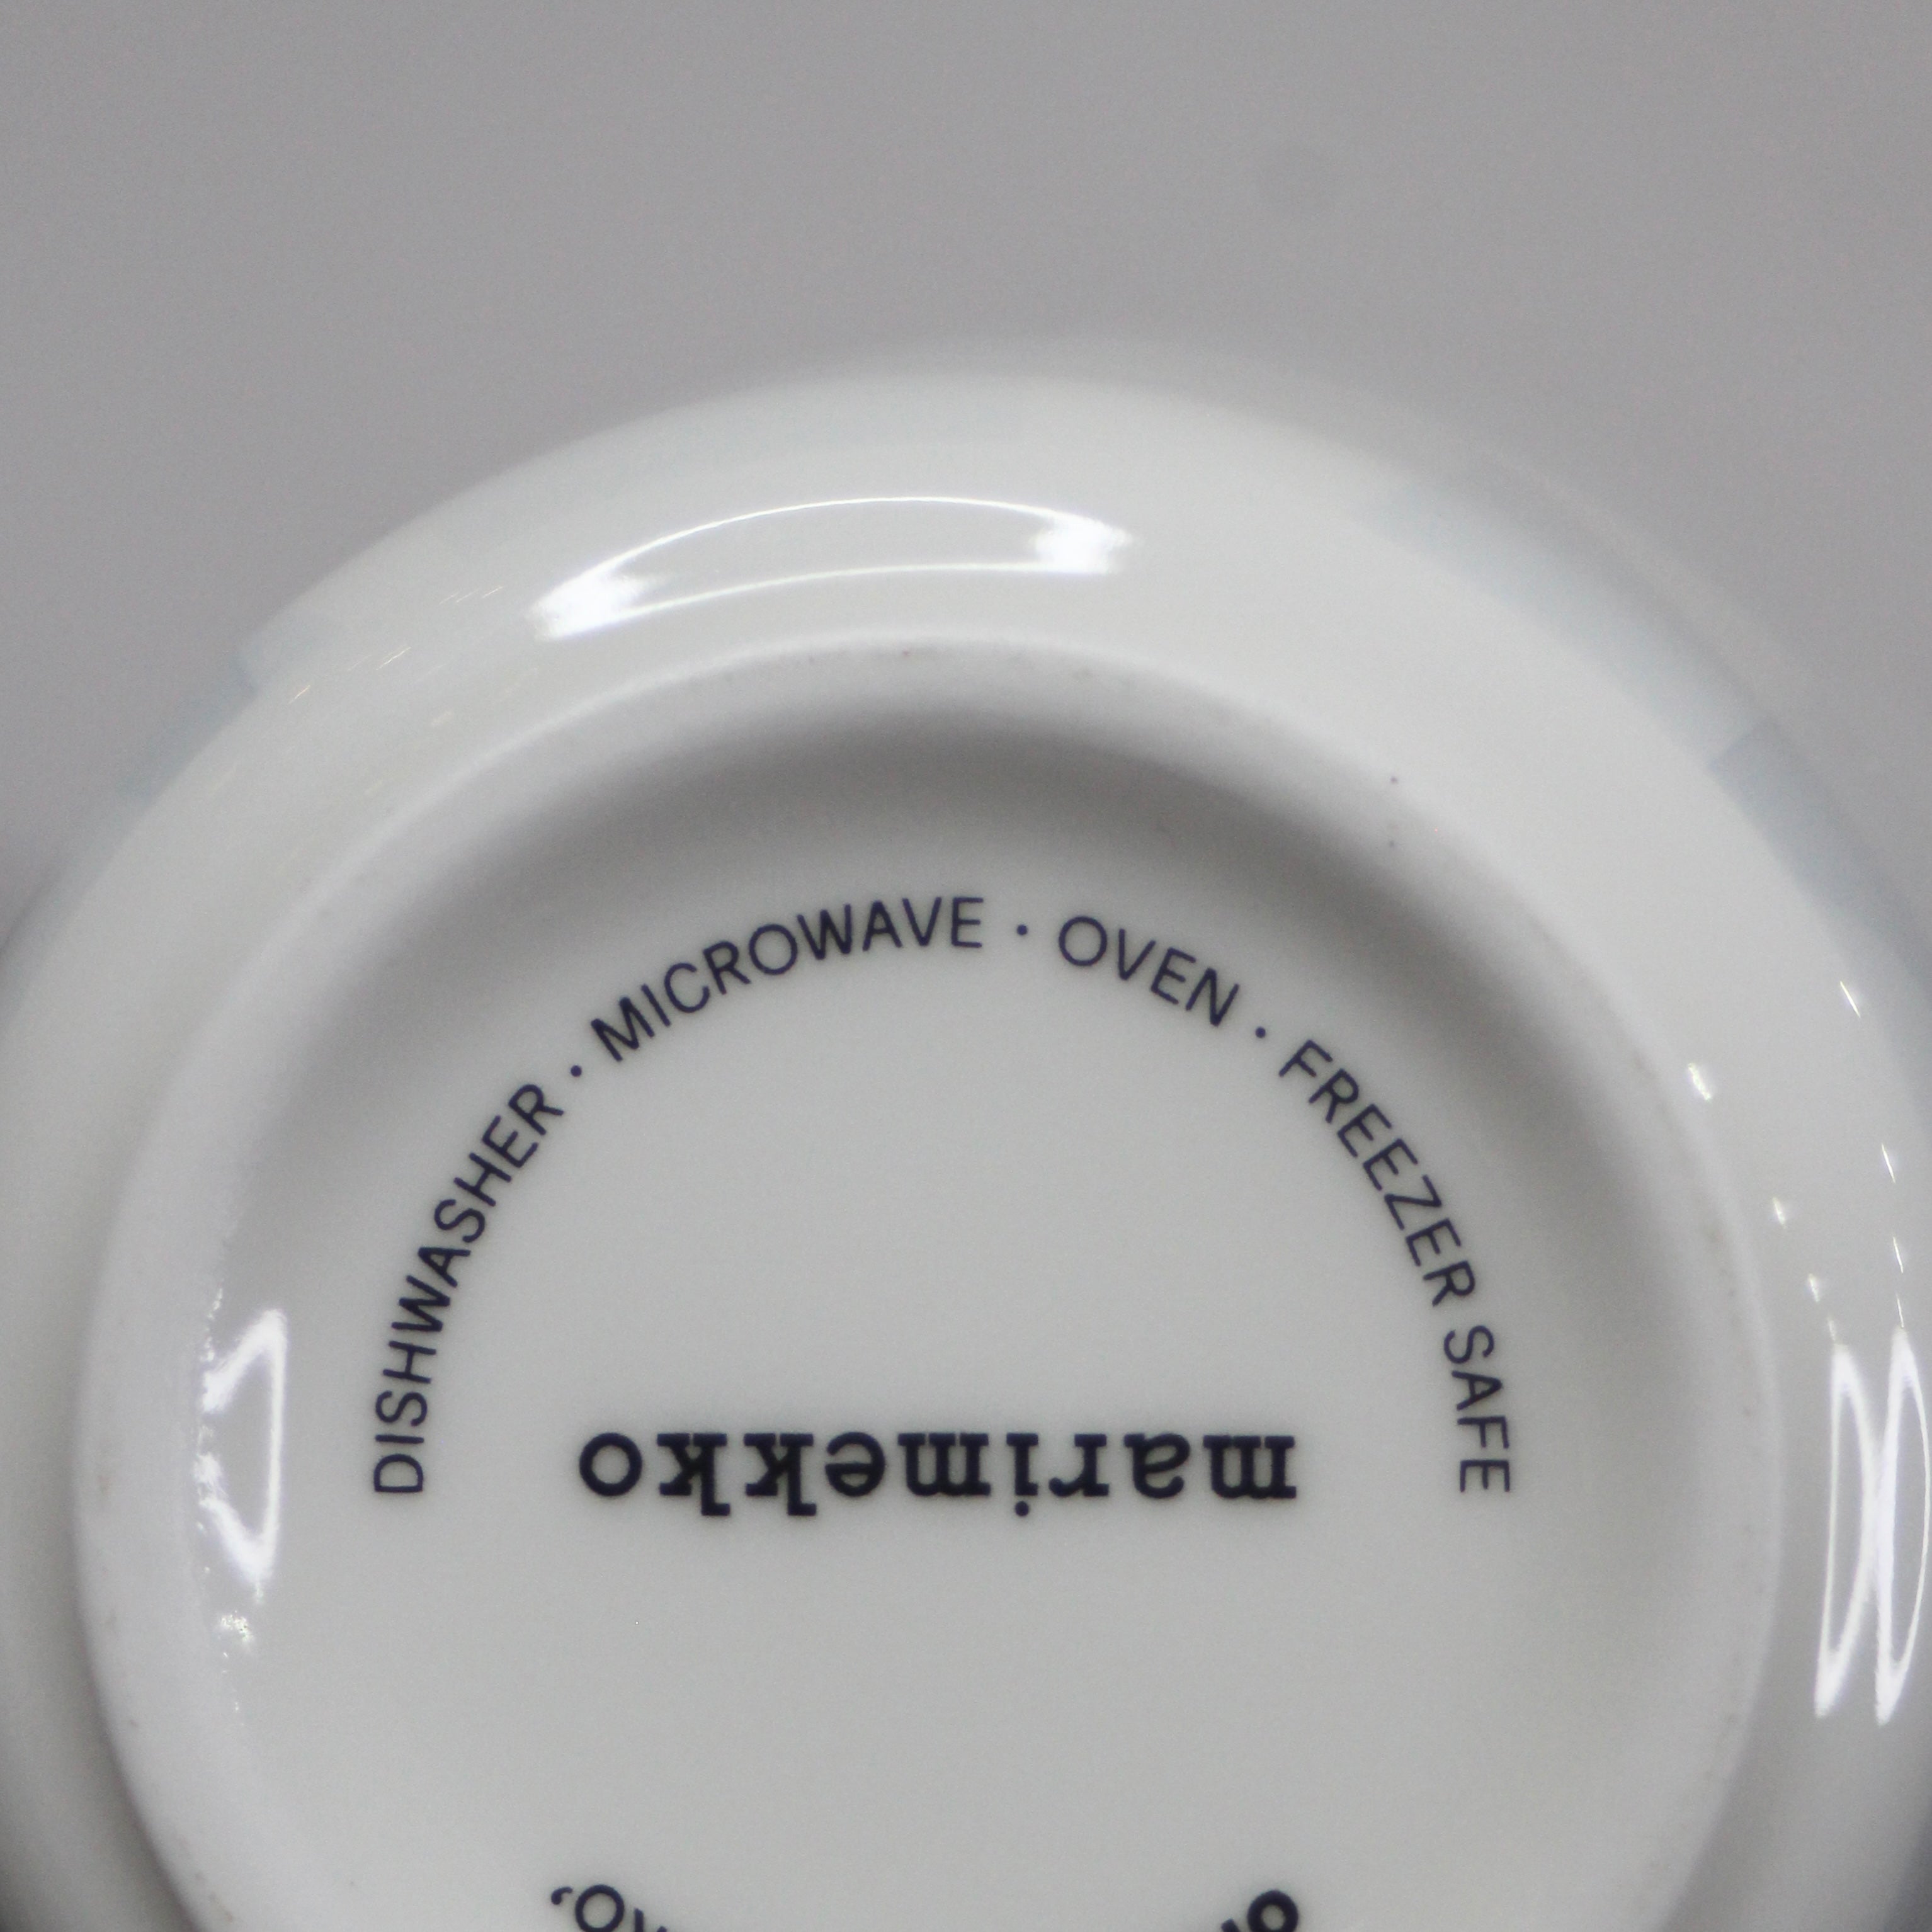 DISHWASHER · MICROWAVE · OVEN · FREEZER SAFE
marimekko